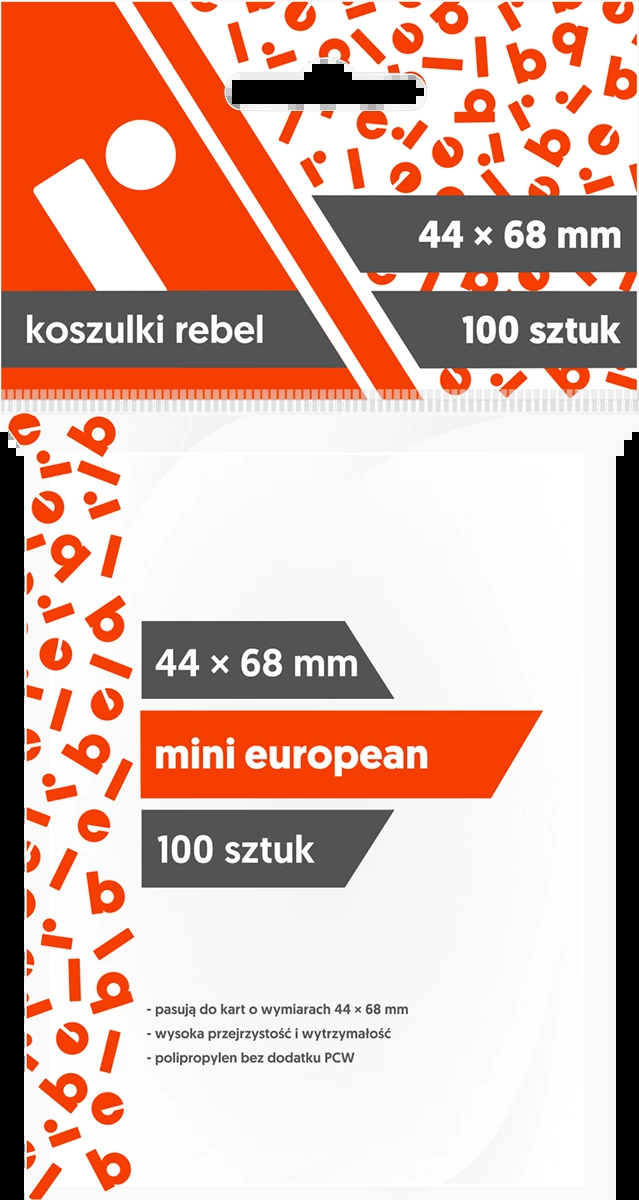 44 × 68 mm
koszulki rebel
100 sztuk
44 × 68 mm
mini european
100 sztuk
- pasują do kart o wymiarach 44 × 68 mm
- wysoka przejrzystość i wytrzymałość
- polipropylen bez dodatku PCW